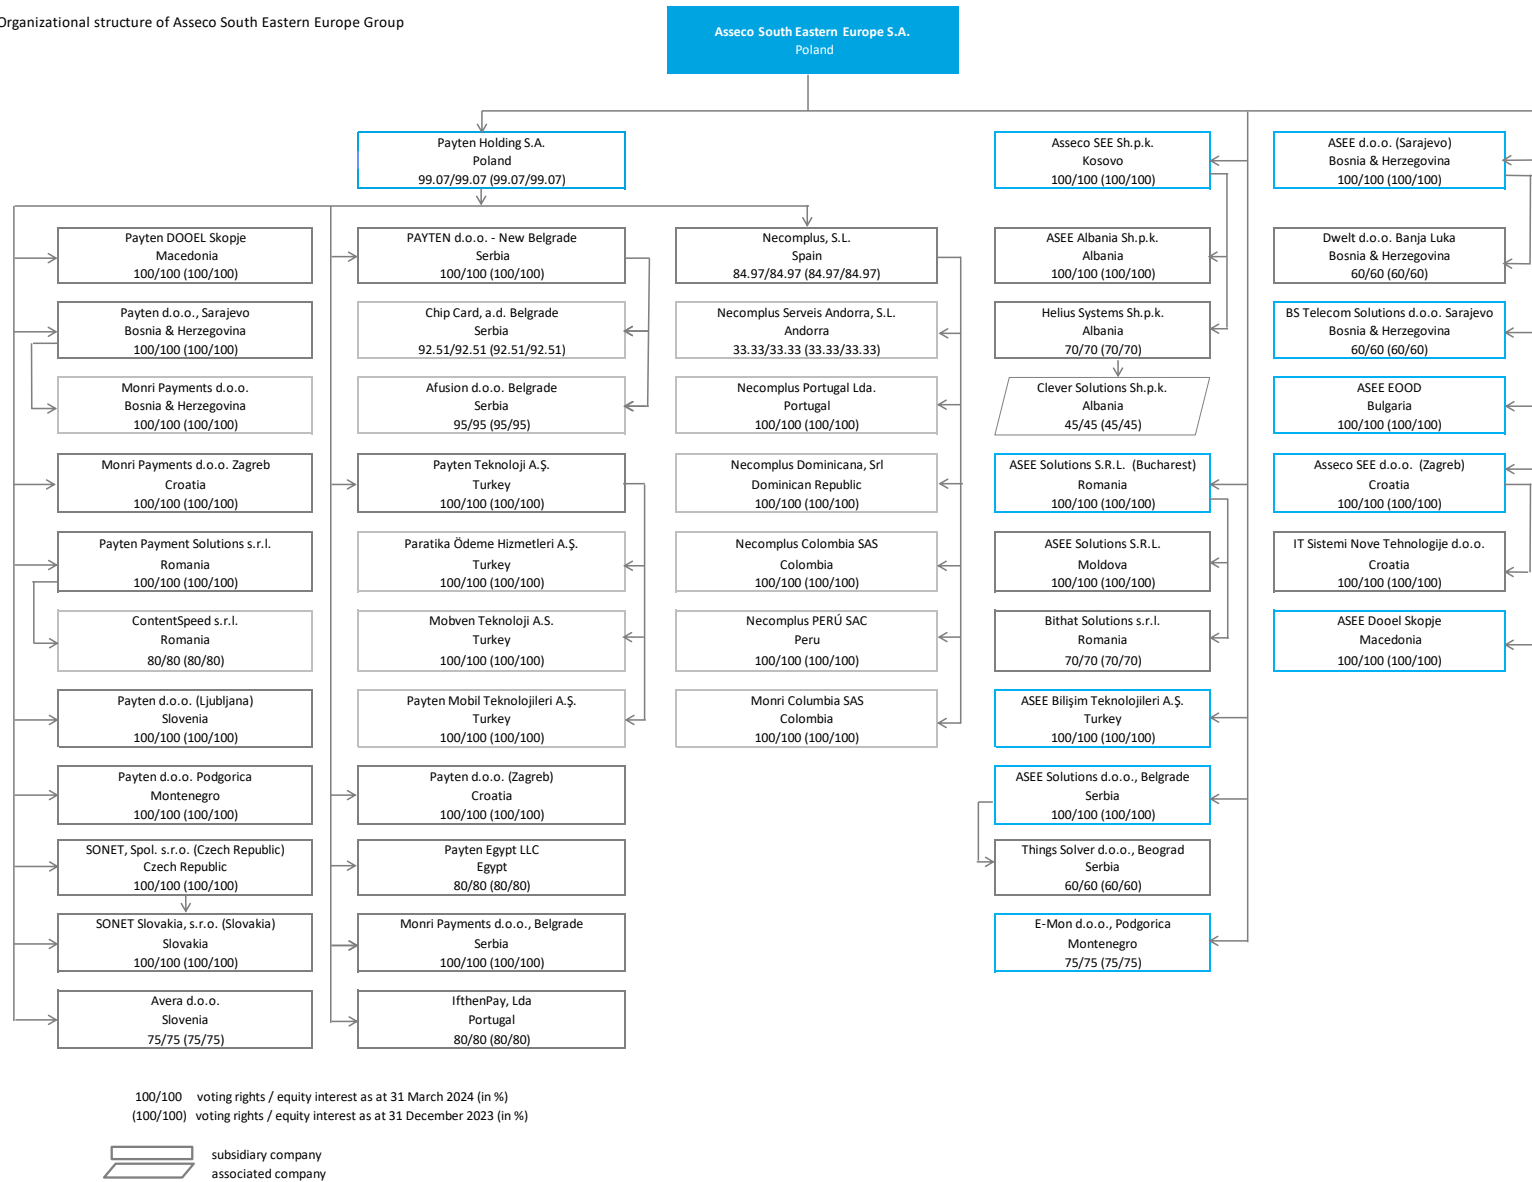 Organizational structure of Asseco South Eastern Europe Group
Asseco South Eastern Europe S.A.
Poland
Payten Holding S.A.
Poland
99.07/99.07 (99.07/99.07)
Payten DOOEL Skopje
Macedonia
100/100 (100/100)
Payten d.o.o., Sarajevo
Bosnia & Herzegovina
100/100 (100/100)
Monri Payments d.o.o.
Bosnia & Herzegovina
100/100 (100/100)
Monri Payments d.o.o. Zagreb
Croatia
100/100 (100/100)
Payten Payment Solutions s.r.l.
Romania
100/100 (100/100)
ContentSpeed s.r.l.
Romania
80/80 (80/80)
Payten d.o.o. (Ljubljana)
Slovenia
100/100 (100/100)
Payten d.o.o. Podgorica
Montenegro
100/100 (100/100)
SONET, Spol. s.r.o. (Czech Republic)
Czech Republic
100/100 (100/100)
SONET Slovakia, s.r.o. (Slovakia)
Slovakia
100/100 (100/100)
Avera d.o.o.
Slovenia
75/75 (75/75)
PAYTEN d.o.o. - New Belgrade
Serbia
100/100 (100/100)
Chip Card, a.d. Belgrade
Serbia
92.51/92.51 (92.51/92.51)
Afusion d.o.o. Belgrade
Serbia
95/95 (95/95)
Payten Teknoloji A.Ş.
Turkey
100/100 (100/100)
Paratika Ödeme Hizmetleri A.Ş.
Turkey
100/100 (100/100)
Mobven Teknoloji A.S.
Turkey
100/100 (100/100)
Payten Mobil Teknolojileri A.Ş.
Turkey
100/100 (100/100)
Payten d.o.o. (Zagreb)
Croatia
100/100 (100/100)
Payten Egypt LLC
Egypt
80/80 (80/80)
Monri Payments d.o.o., Belgrade
Serbia
100/100 (100/100)
IfthenPay, Lda
Portugal
80/80 (80/80)
Necomplus, S.L.
Spain
84.97/84.97 (84.97/84.97)
Necomplus Serveis Andorra, S.L.
Andorra
33.33/33.33 (33.33/33.33)
Necomplus Portugal Lda.
Portugal
100/100 (100/100)
Necomplus Dominicana, Srl
Dominican Republic
100/100 (100/100)
Necomplus Colombia SAS
Colombia
100/100 (100/100)
Necomplus PERÚ SAC
Peru
100/100 (100/100)
Monri Columbia SAS
Colombia
100/100 (100/100)
Asseco SEE Sh.p.k.
Kosovo
100/100 (100/100)
ASEE Albania Sh.p.k.
Albania
100/100 (100/100)
Helius Systems Sh.p.k.
Albania
70/70 (70/70)
Clever Solutions Sh.p.k.
Albania
45/45 (45/45)
ASEE Solutions S.R.L. (Bucharest)
Romania
100/100 (100/100)
ASEE Solutions S.R.L.
Moldova
100/100 (100/100)
Bithat Solutions s.r.l.
Romania
70/70 (70/70)
ASEE Bilişim Teknolojileri A.Ş.
Turkey
100/100 (100/100)
ASEE Solutions d.o.o., Belgrade
Serbia
100/100 (100/100)
Things Solver d.o.o., Beograd
Serbia
60/60 (60/60)
E-Mon d.o.o., Podgorica
Montenegro
75/75 (75/75)
ASEE d.o.o. (Sarajevo)
Bosnia & Herzegovina
100/100 (100/100)
Dwelt d.o.o. Banja Luka
Bosnia & Herzegovina
60/60 (60/60)
BS Telecom Solutions d.o.o. Sarajevo
Bosnia & Herzegovina
60/60 (60/60)
ASEE EOOD
Bulgaria
100/100 (100/100)
Asseco SEE d.o.o. (Zagreb)
Croatia
100/100 (100/100)
IT Sistemi Nove Tehnologije d.o.o.
Croatia
100/100 (100/100)
ASEE Dooel Skopje
Macedonia
100/100 (100/100)
100/100 voting rights / equity interest as at 31 March 2024 (in %)
(100/100) voting rights / equity interest as at 31 December 2023 (in %)
subsidiary company
associated company